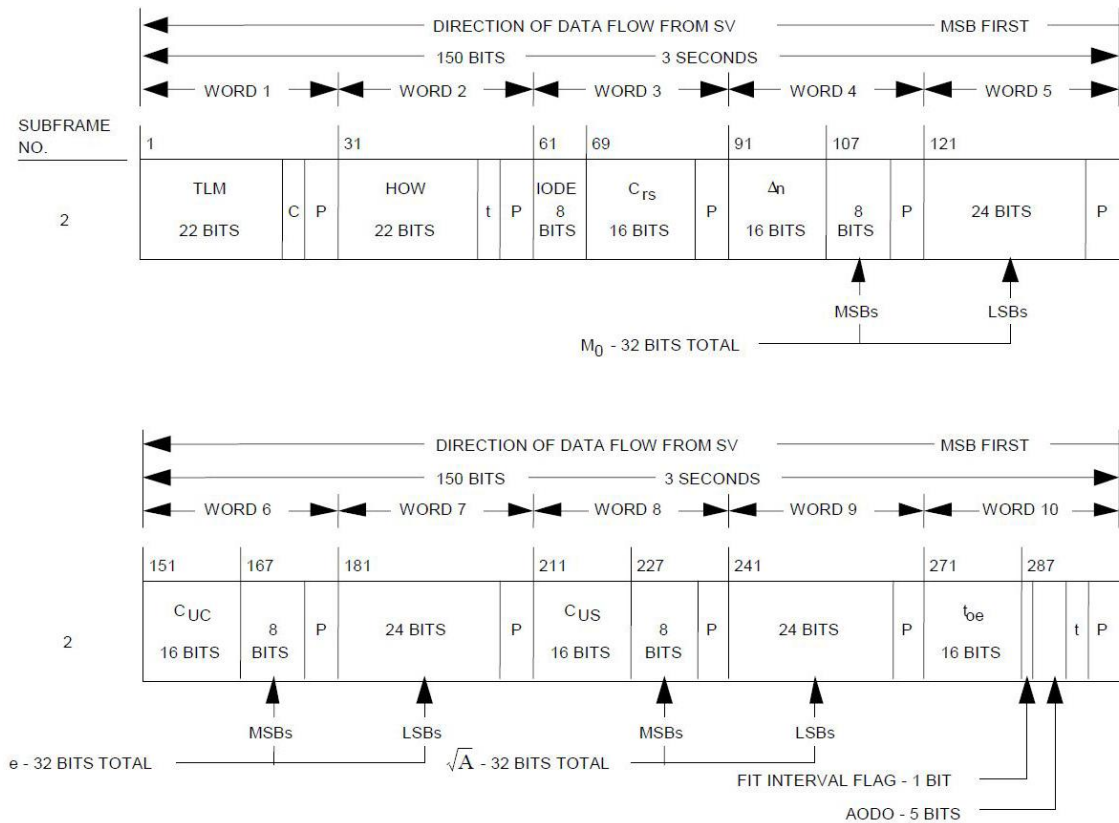 DIRECTION OF DATA FLOW FROM SV MSB FIRST
150 BITS 3 SECONDS
WORD 1 WORD 2 WORD 3 WORD 4 WORD 5
SUBFRAME
NO.
1 31 61 69 91 107 121
TLM HOW IODE C rs Δn
2 C P t P 8 P 8 P 24 BITS P
22 BITS 22 BITS BITS 16 BITS 16 BITS BITS
MSBs LSBs
M0 - 32 BITS TOTAL
DIRECTION OF DATA FLOW FROM SV MSB FIRST
150 BITS 3 SECONDS
WORD 6 WORD 7 WORD 8 WORD 9 WORD 10
151 167 181 211 227 241 271 287
C UC C US toe
2 8 P 24 BITS P 8 P 24 BITS P t P
16 BITS BITS 16 BITS BITS 16 BITS
MSBs LSBs MSBs LSBs
e - 32 BITS TOTAL √A - 32 BITS TOTAL
FIT INTERVAL FLAG - 1 BIT
AODO - 5 BITS